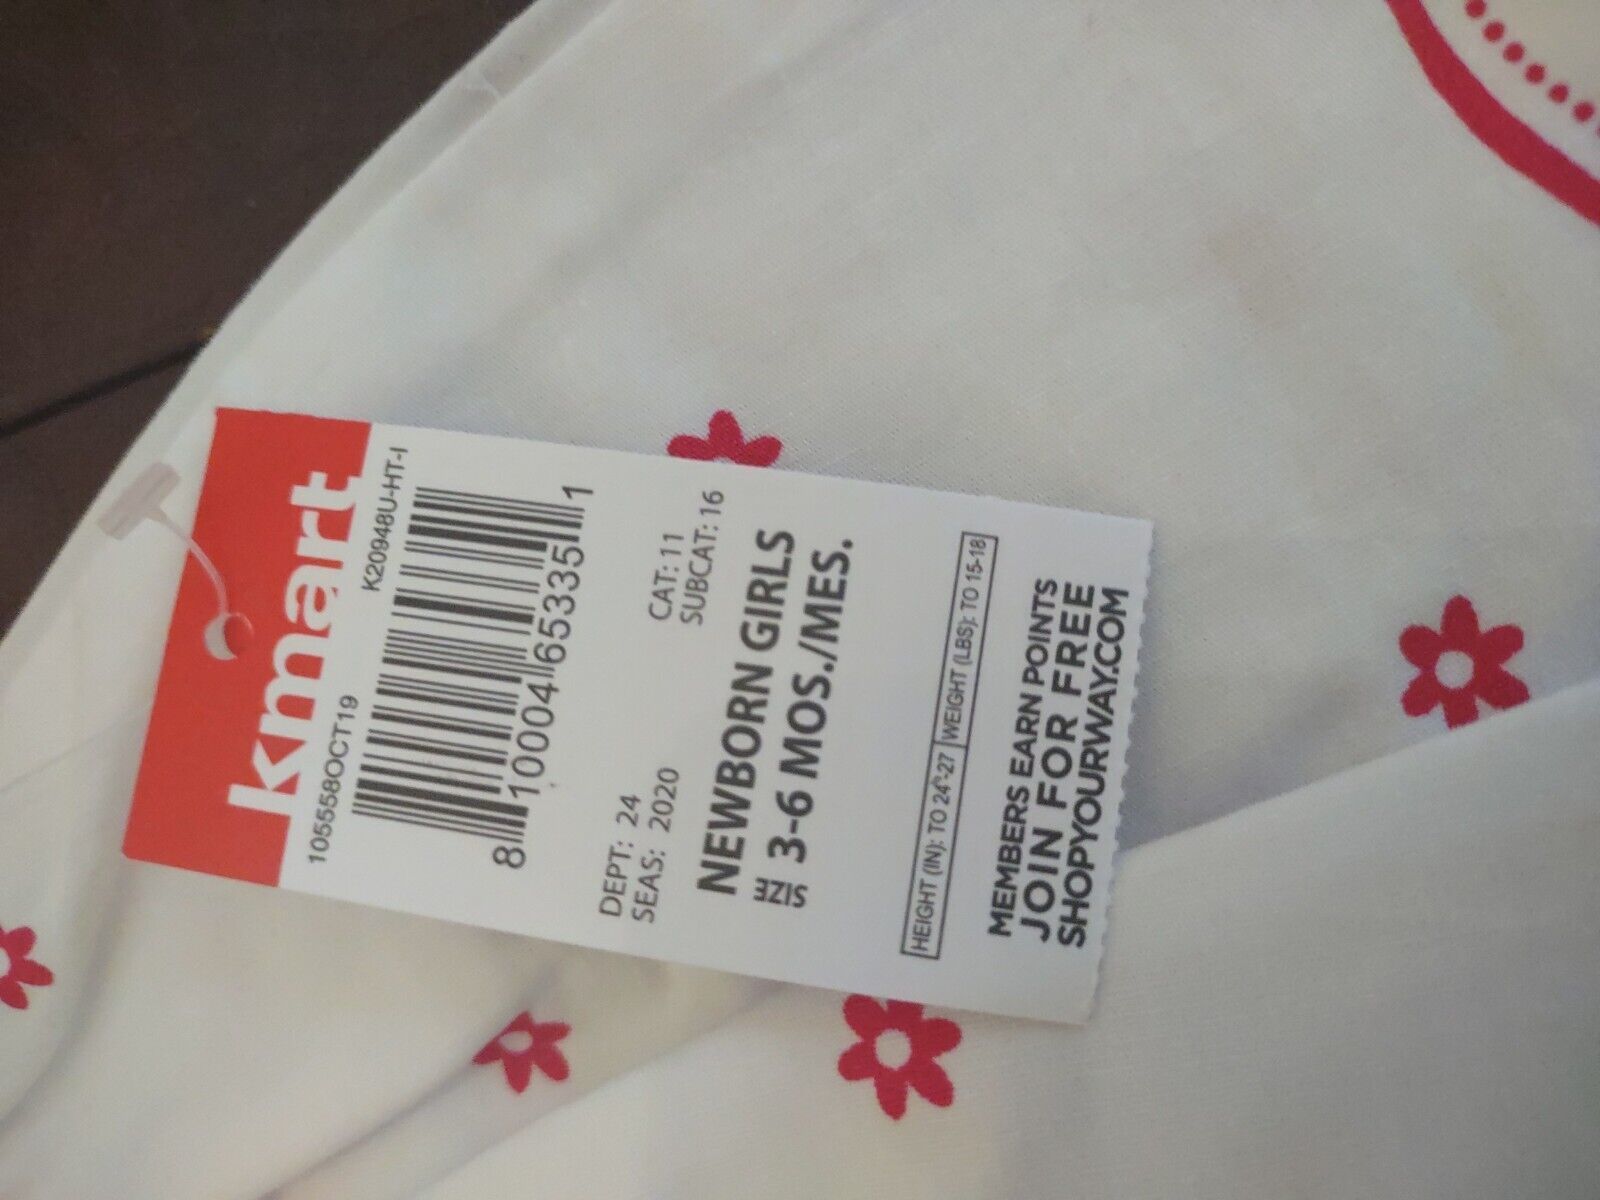 kmart
K20948U-HT-I
105558OCT19
8 10004 65335 1
DEPT: 24 CAT: 11
SEAS: 2020 SUBCAT: 16
NEWBORN GIRLS
SIZE 3-6 MOS./MES.
HEIGHT (IN): TO 24"-27 WEIGHT (LBS): TO 15-18
MEMBERS EARN POINTS
JOIN FOR FREE
SHOPYOURWAY.COM